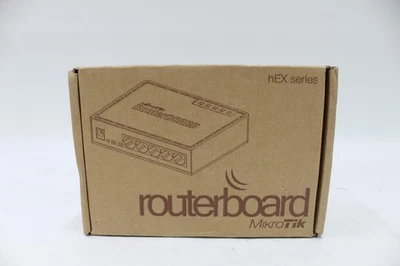 hEX series
routerboard
MikroTik